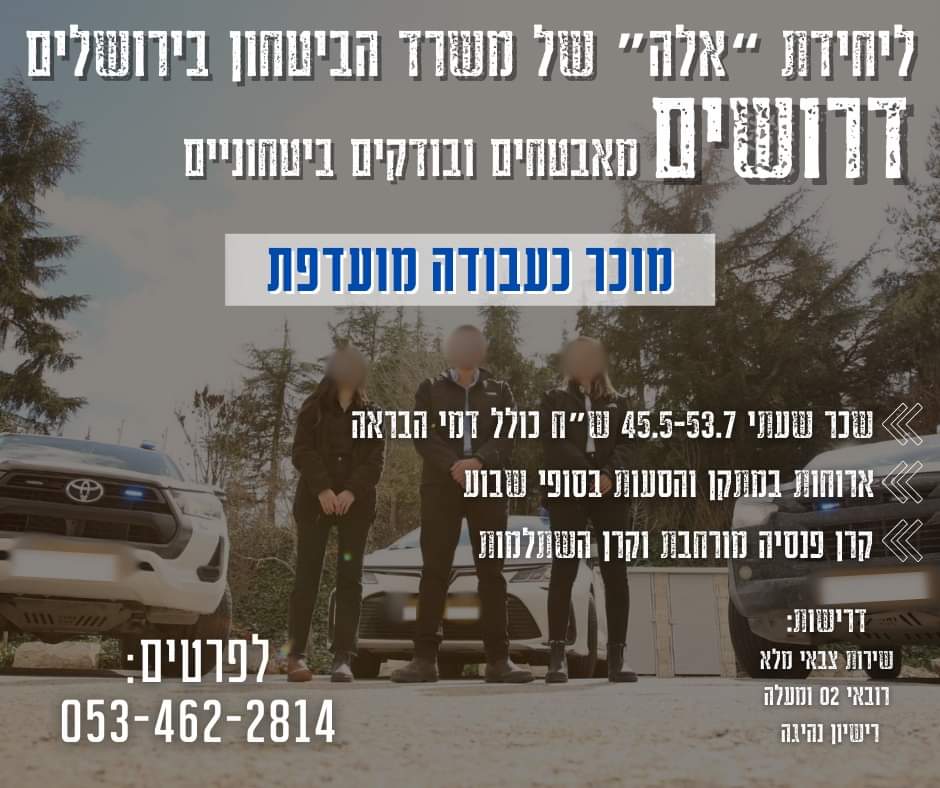 ליחידת "אלה" של משרד הביטחון בירושלים
דרושים מאבטחים ובודקים ביטחוניים
מוכר כעבודה מועדפת
שכר שעתי 45.5-53.7 ש"ח כולל דמי הבראה
ארוחות במתקן והסעות בסופי שבוע
קרן פנסיה מורחבת וקרן השתלמות
דרישות:
שירות צבאי מלא
רובאי 02 ומעלה
רישיון נהיגה
לפרטים:
053-462-2814